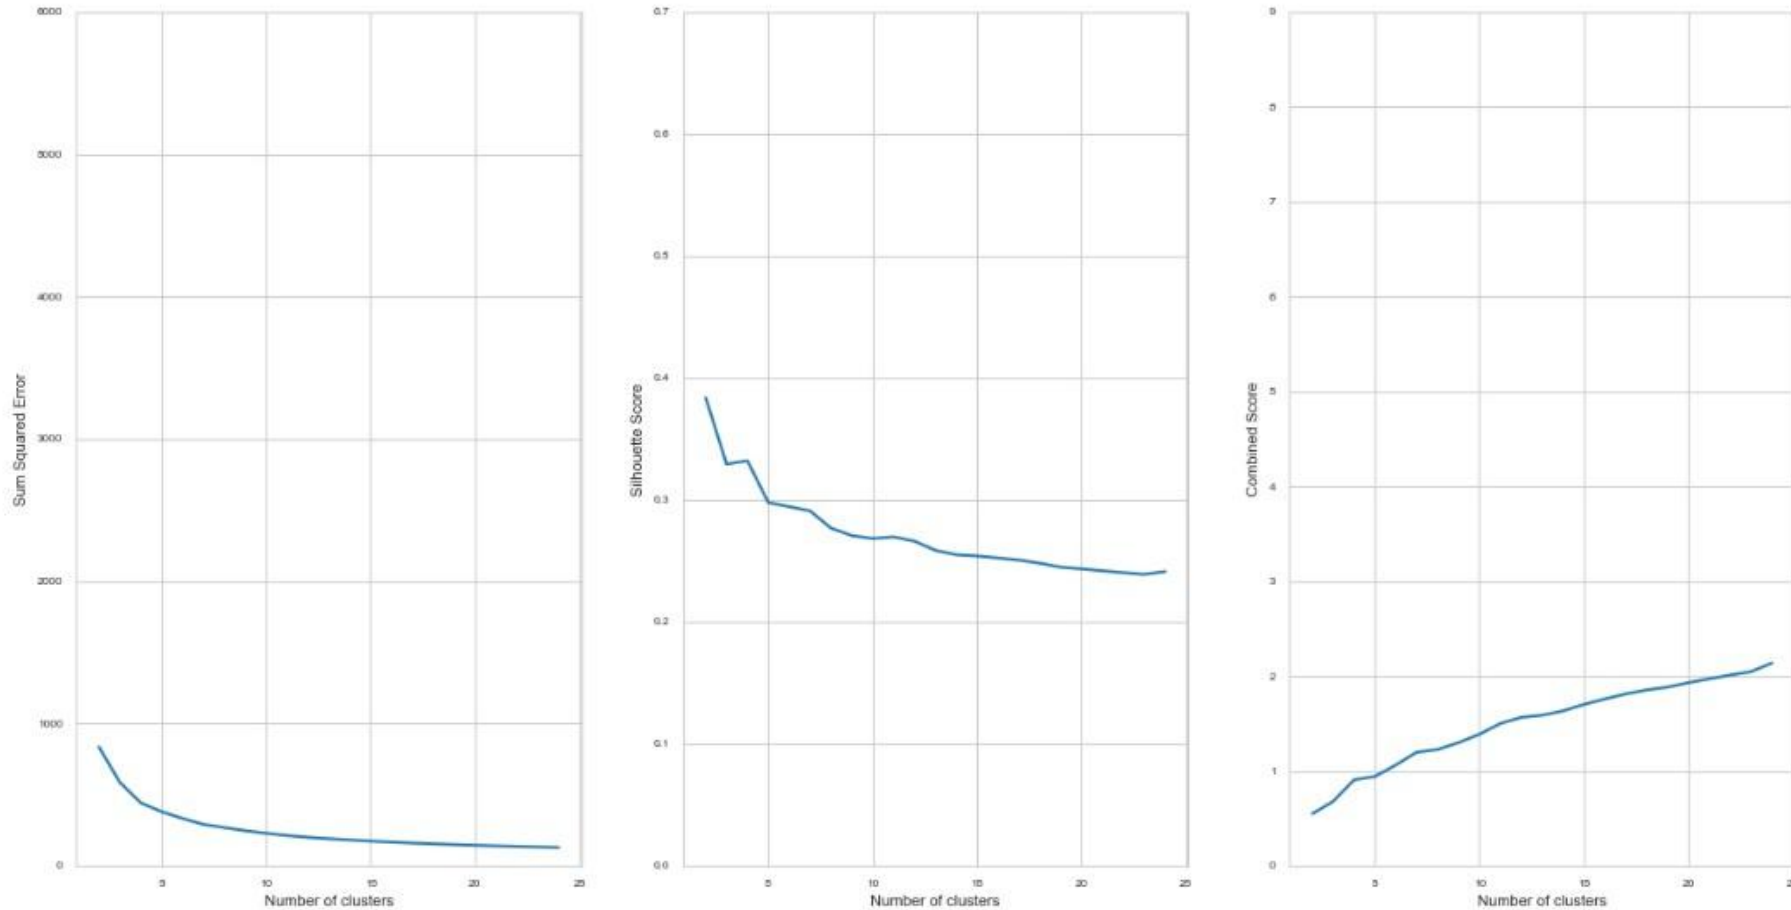 6000
5000
4000
3000
2000
1000
0
Sum Squared Error
5 10 15 20 25
Number of clusters
0.7
0.6
0.5
0.4
0.3
0.2
0.1
0.0
Silhouette Score
5 10 15 20 25
Number of clusters
9
8
7
6
5
4
3
2
1
0
Combined Score
5 10 15 20
Number of clusters